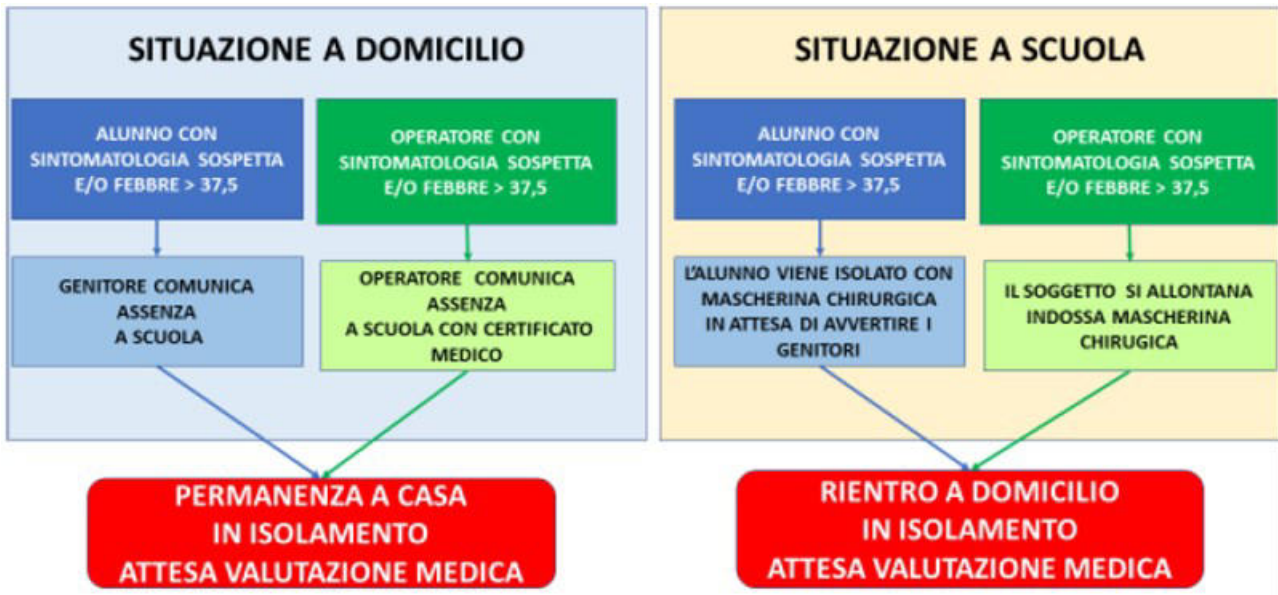 SITUAZIONE A DOMICILIO
ALUNNO CON
SINTOMATOLOGIA SOSPETTA
E/O FEBBRE > 37,5
OPERATORE CON
SINTOMATOLOGIA SOSPETTA
E/O FEBBRE > 37,5
GENITORE COMUNICA
ASSENZA
A SCUOLA
OPERATORE COMUNICA
ASSENZA
A SCUOLA CON CERTIFICATO
MEDICO
PERMANENZA A CASA
IN ISOLAMENTO
ATTESA VALUTAZIONE MEDICA
SITUAZIONE A SCUOLA
ALUNNO CON
SINTOMATOLOGIA SOSPETTA
E/O FEBBRE > 37,5
OPERATORE CON
SINTOMATOLOGIA SOSPETTA
E/O FEBBRE > 37,5
L'ALUNNO VIENE ISOLATO CON
MASCHERINA CHIRURGICA
IN ATTESA DI AVVERTIRE I
GENITORI
IL SOGGETTO SI ALLONTANA
INDOSSA MASCHERINA
CHIRUGICA
RIENTRO A DOMICILIO
IN ISOLAMENTO
ATTESA VALUTAZIONE MEDICA